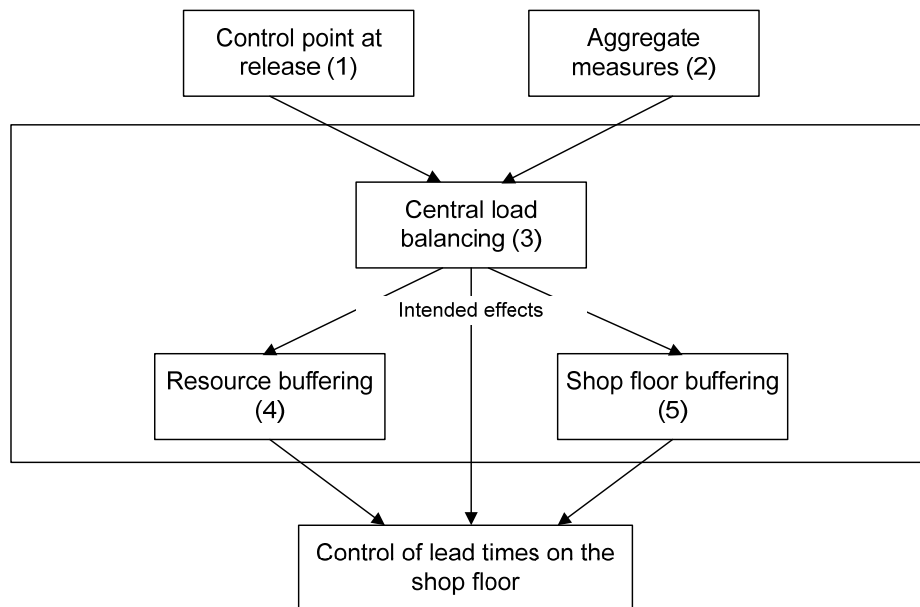 Control point at
release (1)
Aggregate
measures (2)
Central load
balancing (3)
Intended effects
Resource buffering
(4)
Shop floor buffering
(5)
Control of lead times on the
shop floor